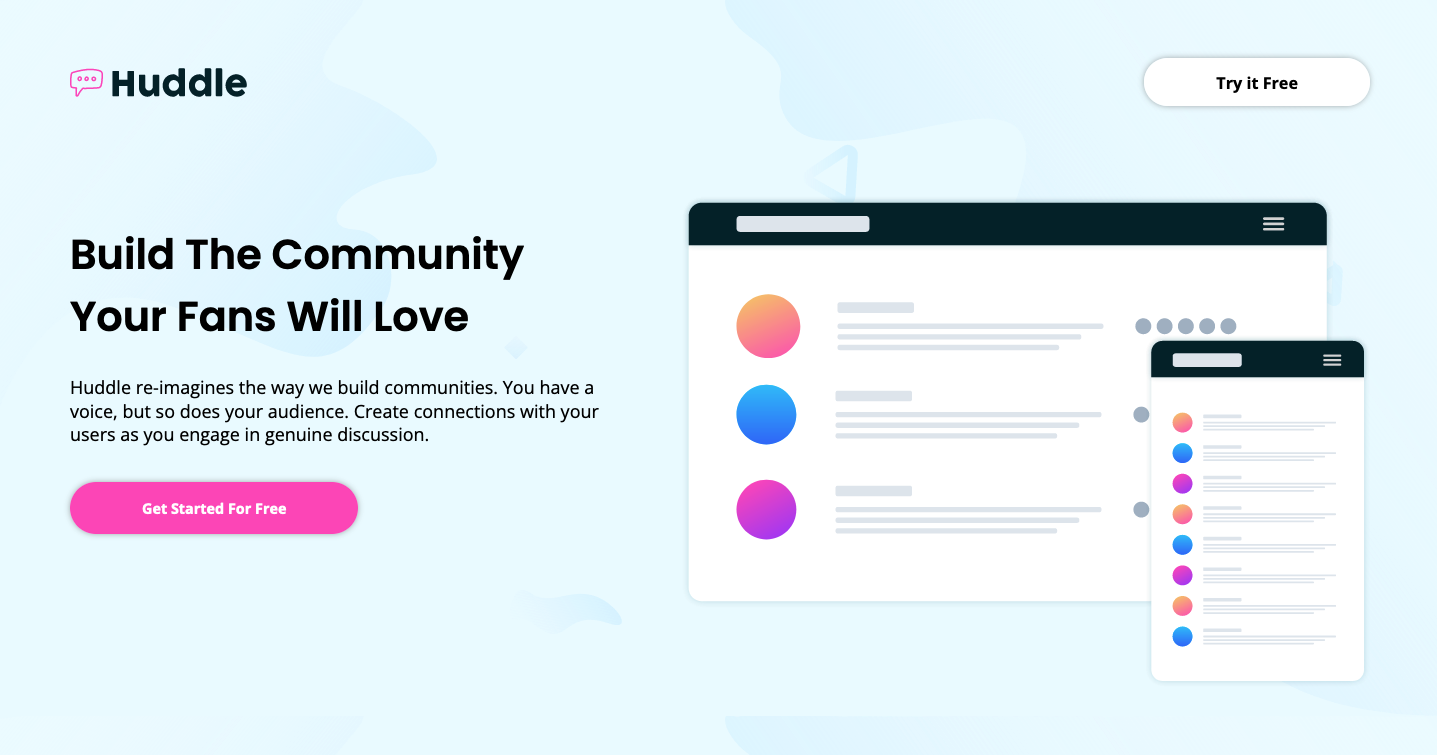 Huddle
Try it Free
Build The Community
Your Fans Will Love
Huddle re-imagines the way we build communities. You have a
voice, but so does your audience. Create connections with your
users as you engage in genuine discussion.
Get Started For Free